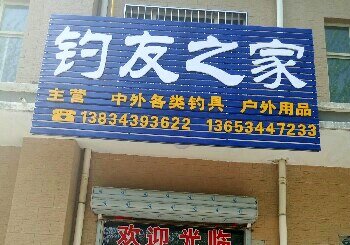 钓友之家
主营 中外各类钓具 户外用品
☎13834393622 13653447233
欢迎光临